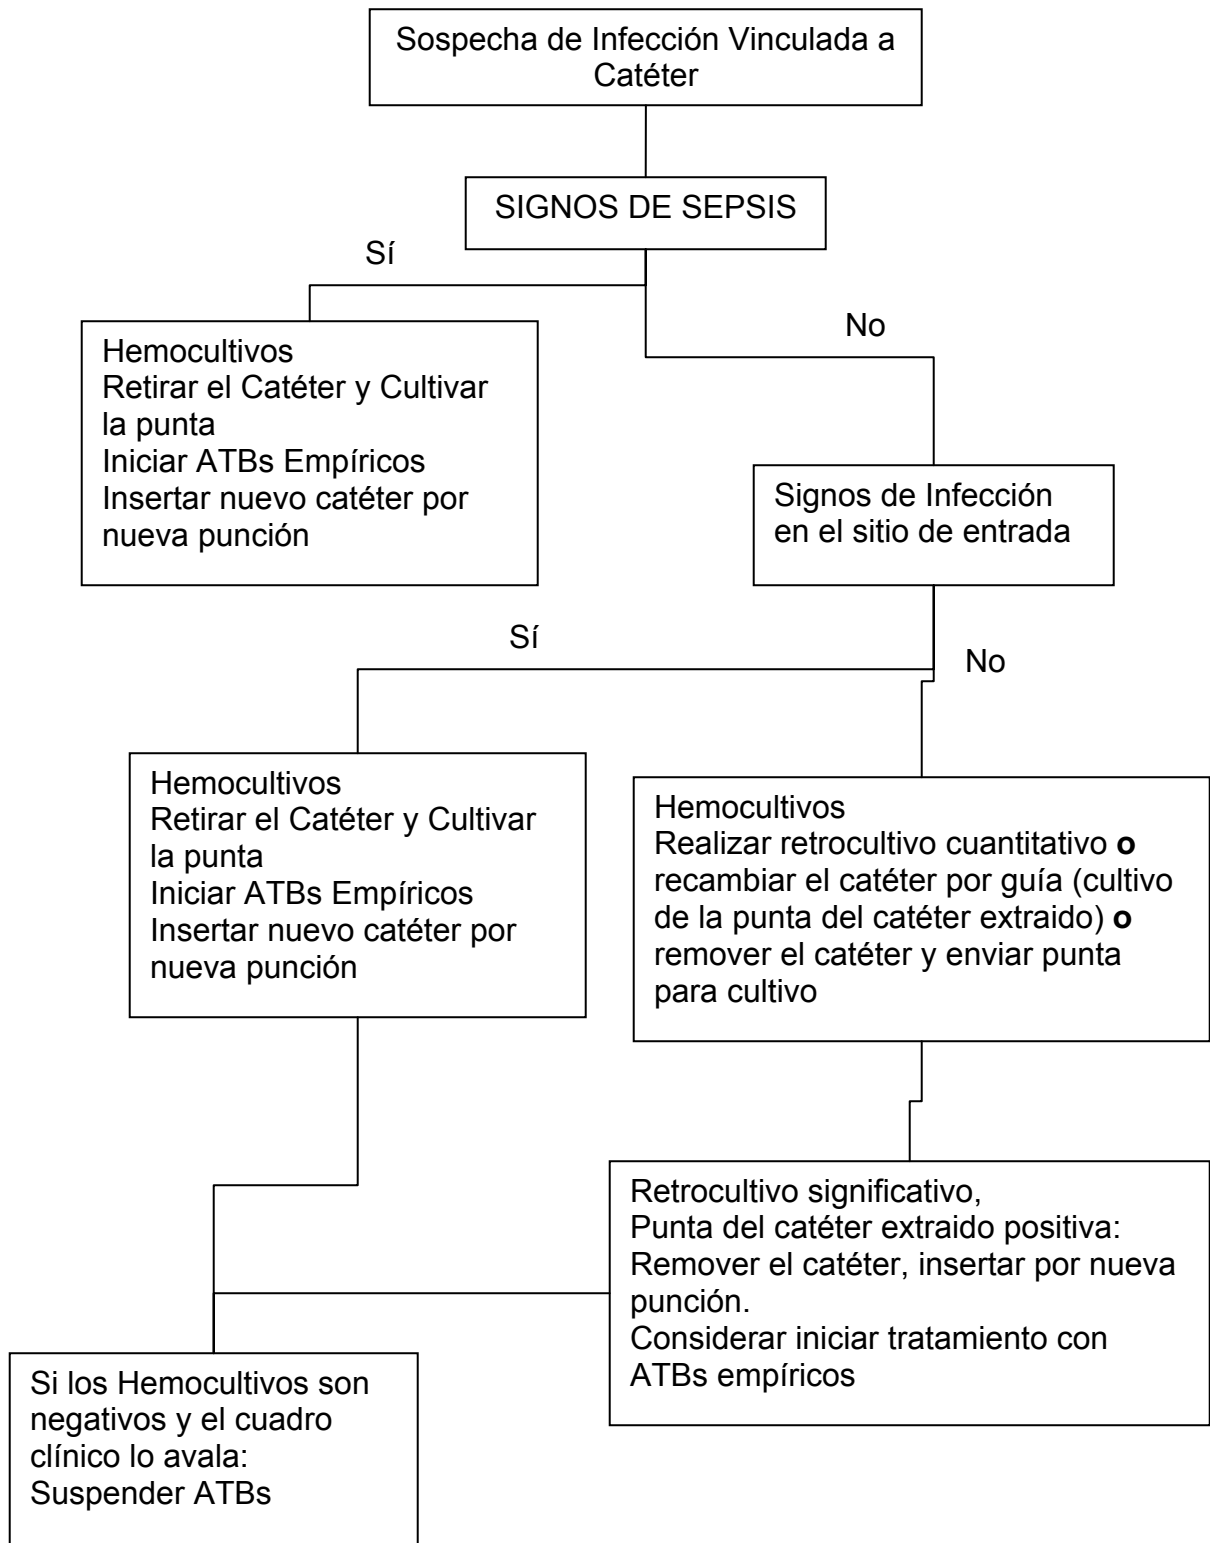 Sospecha de Infección Vinculada a
Catéter
SIGNOS DE SEPSIS
Sí
No
Hemocultivos
Retirar el Catéter y Cultivar
la punta
Iniciar ATBs Empíricos
Insertar nuevo catéter por
nueva punción
Signos de Infección
en el sitio de entrada
Sí
No
Hemocultivos
Retirar el Catéter y Cultivar
la punta
Iniciar ATBs Empíricos
Insertar nuevo catéter por
nueva punción
Hemocultivos
Realizar retrocultivo cuantitativo o
recambiar el catéter por guía (cultivo
de la punta del catéter extraido) o
remover el catéter y enviar punta
para cultivo
Retrocultivo significativo,
Punta del catéter extraido positiva:
Remover el catéter, insertar por nueva
punción.
Considerar iniciar tratamiento con
ATBs empíricos
Si los Hemocultivos son
negativos y el cuadro
clínico lo avala:
Suspender ATBs